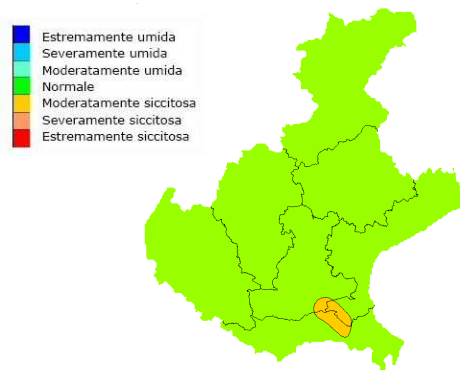 Estremamente umida
Severamente umida
Moderatamente umida
Normale
Moderatamente siccitosa
Severamente siccitosa
Estremamente siccitosa